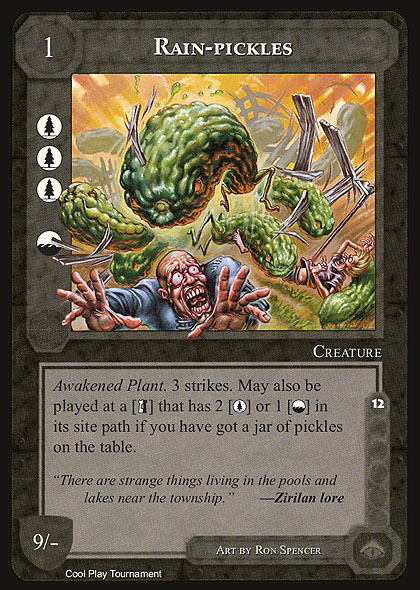 1
RAIN-PICKLES
CREATURE
Awakened Plant. 3 strikes. May also be
played at a [] that has 2 [] or 1 [] in
its site path if you have got a jar of pickles
on the table.
12
“There are strange things living in the pools and
lakes near the township.” —Zirilan lore
9/-
ART BY RON SPENCER
Cool Play Tournament